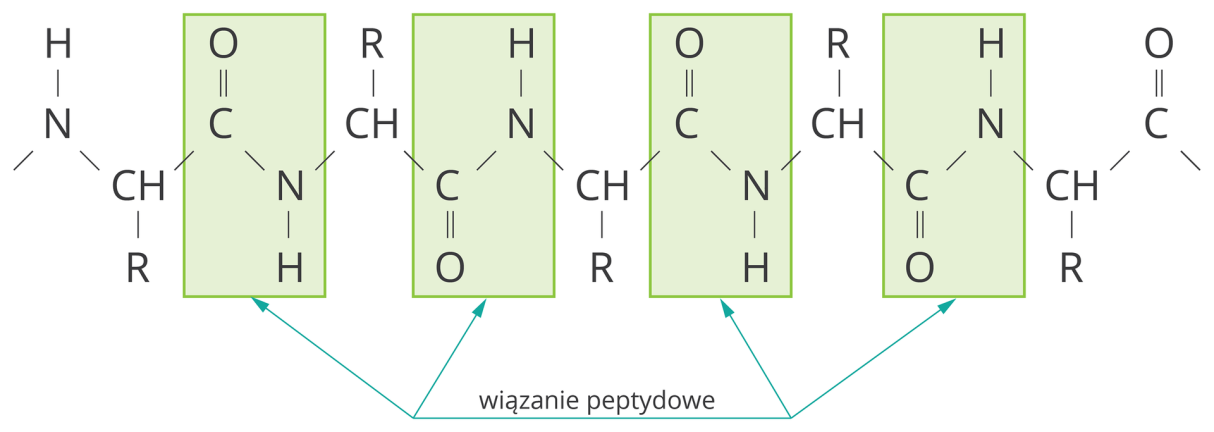 H O R H O R H O
N C CH N C CH N C
CH N C CH N C CH
R H O R H O R
wiązanie peptydowe